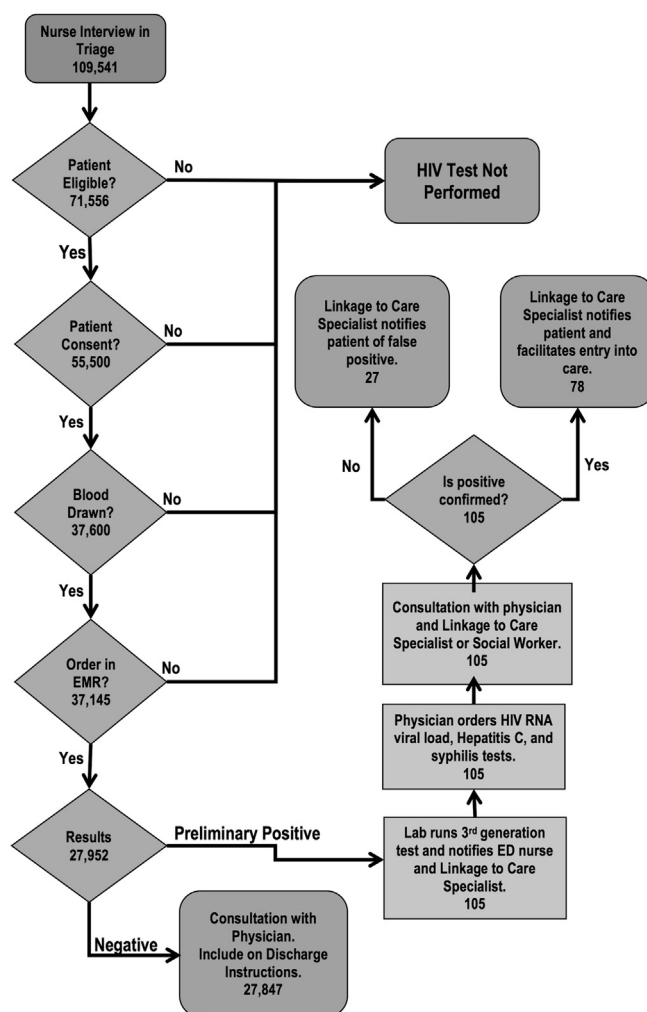 Nurse Interview in
Triage
109,541
Patient
Eligible?
71,556
No
HIV Test Not
Performed
Yes
Patient
Consent?
55,500
No
Yes
Blood
Drawn?
37,600
No
Yes
Order in
EMR?
37,145
No
Yes
Results
27,952
Preliminary Positive
Negative
Consultation with
Physician.
Include on Discharge
Instructions.
27,847
Lab runs 3rd generation
test and notifies ED nurse
and Linkage to Care
Specialist.
105
Physician orders HIV RNA
viral load, Hepatitis C, and
syphilis tests.
105
Consultation with physician
and Linkage to Care
Specialist or Social Worker.
105
Is positive
confirmed?
105
No
Linkage to Care
Specialist notifies
patient of false
positive.
27
Yes
Linkage to Care
Specialist notifies
patient and
facilitates entry into
care.
78